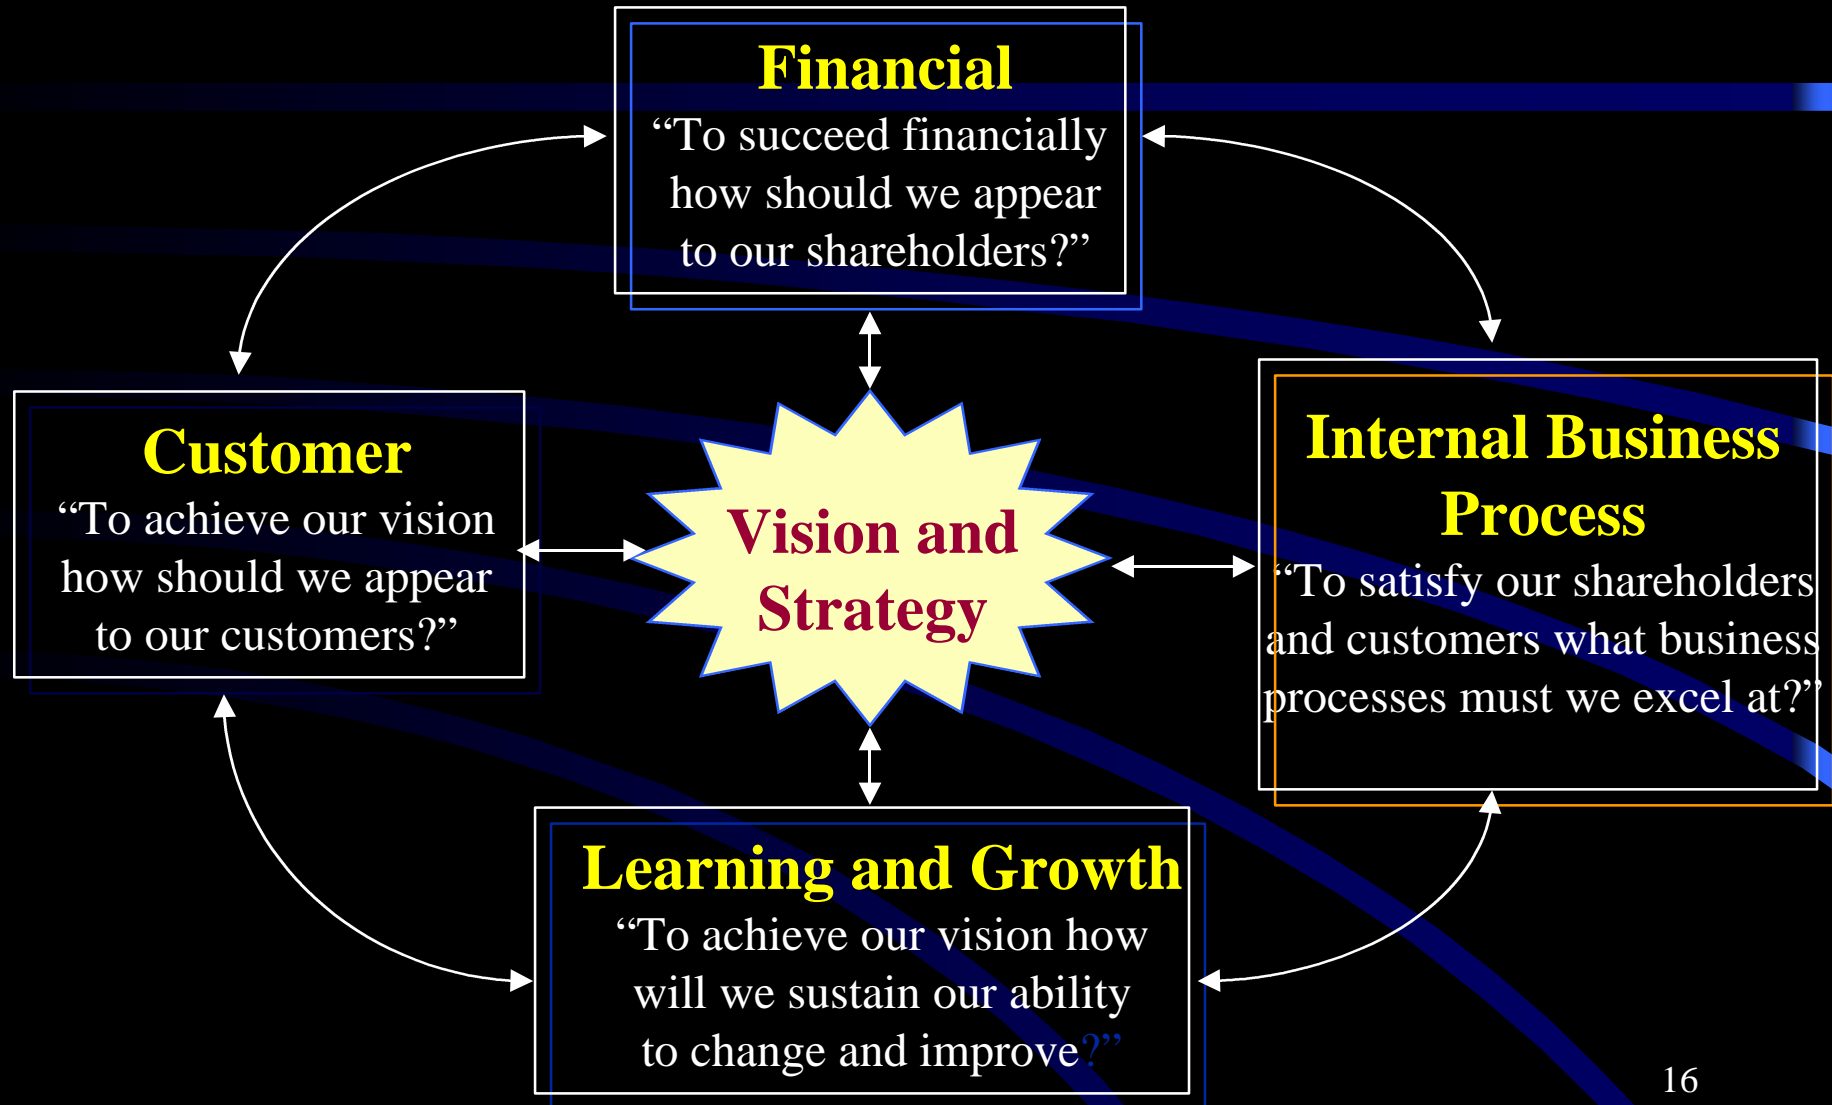 Financial
“To succeed financially
how should we appear
to our shareholders?”
Customer
“To achieve our vision
how should we appear
to our customers?”
Vision and
Strategy
Internal Business
Process
“To satisfy our shareholders
and customers what business
processes must we excel at?”
Learning and Growth
“To achieve our vision how
will we sustain our ability
to change and improve?”
16